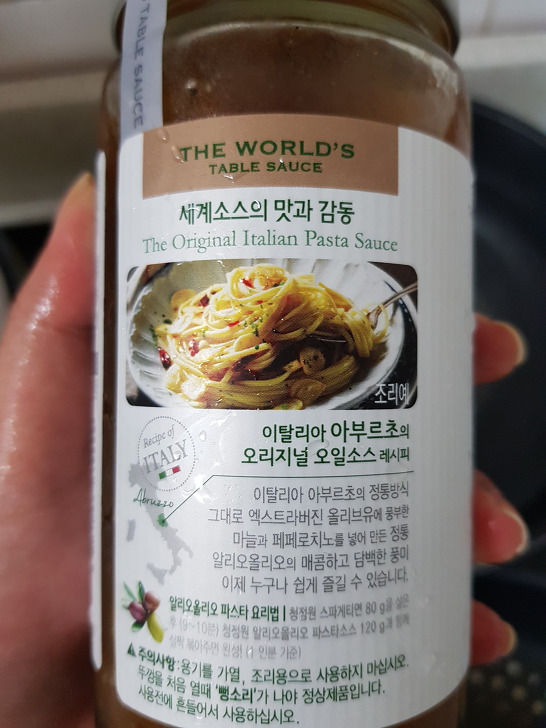 TABLE SAUCE
THE WORLD'S
TABLE SAUCE
세계소스의 맛과 감동
The Original Italian Pasta Sauce
조리예
Recipe of
ITALY
Abruzzo
이탈리아 아부르초의
오리지널 오일소스 레시피
이탈리아 아부르초의 정통방식
그대로 엑스트라버진 올리브유에 풍부한
마늘과 페페로치노를 넣어 만든 정통
알리오올리오의 매콤하고 담백한 풍미
이제 누구나 쉽게 즐길 수 있습니다.
알리오올리오 파스타 요리법 | 청정원 스파게티면 80 g을 삶은
후 (9~10분) 청정원 알리오올리오 파스타소스 120 g과 함께
살짝 볶아주면 완성! (1 인분 기준)
▲주의사항: 용기를 가열, 조리용으로 사용하지 마십시오.
뚜껑을 처음 열때 '뻥소리'가 나야 정상제품입니다.
사용전에 흔들어서 사용하십시오.